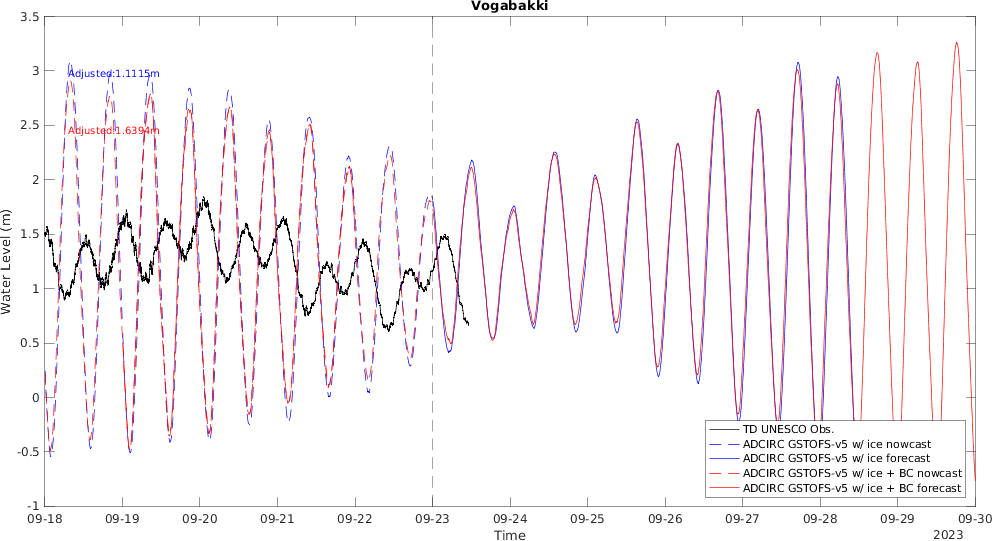 Vogabakki
3.5
3
2.5
2
1.5
1
0.5
0
-0.5
-1
Water Level (m)
Adjusted:1.1115m
Adjusted:1.6394m
TD UNESCO Obs.
ADCIRC GSTOFS-v5 w/ ice nowcast
ADCIRC GSTOFS-v5 w/ ice forecast
ADCIRC GSTOFS-v5 w/ ice + BC nowcast
ADCIRC GSTOFS-v5 w/ ice + BC forecast
09-18 09-19 09-20 09-21 09-22 09-23 09-24 09-25 09-26 09-27 09-28 09-29 09-30
Time
2023